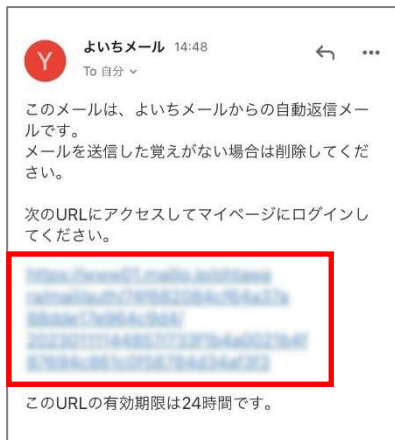 Y
よいちメール 14:48
To 自分
このメールは、よいちメールからの自動返信メー
ルです。
メールを送信した覚えがない場合は削除してくだ
さい。
次のURLにアクセスしてマイページにログインし
てください。
このURLの有効期限は24時間です。